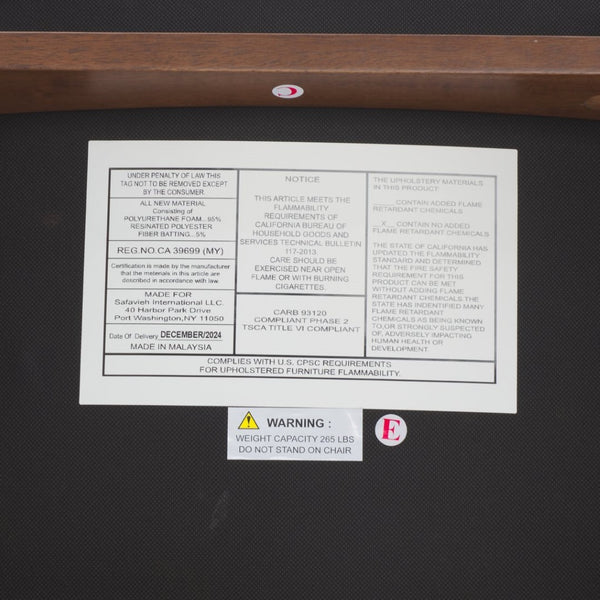 C
UNDER PENALTY OF LAW THIS
TAG NOT TO BE REMOVED EXCEPT
BY THE CONSUMER.
ALL NEW MATERIAL
Consisting of
POLYURETHANE FOAM...95%
RESINATED POLYESTER
FIBER BATTING...5%
REG.NO.CA 39699 (MY)
Certification is made by the manufacturer
that the meterials in this article are
described in accordance with law.
MADE FOR
Safavieh International LLC.
40 Harbor Park Drive
Port Washington,NY 11050
Date Of Delivery DECEMBER/2024
MADE IN MALAYSIA
NOTICE
THIS ARTICLE MEETS THE
FLAMMABILITY
REQUIREMENTS OF
CALIFORNIA BUREAU OF
HOUSEHOLD GOODS AND
SERVICES TECHNICAL BULLETIN
117-2013.
CARE SHOULD BE
EXERCISED NEAR OPEN
FLAME OR WITH BURNING
CIGARETTES
CARB 93120
COMPLIANT PHASE 2
TSCA TITLE VI COMPLIANT
THE UPHOLSTERY MATERIALS
IN THIS PRODUCT:
____CONTAIN ADDED FLAME
RETARDANT CHEMICALS
__X__ CONTAIN NO ADDED
FLAME RETARDANT CHEMICALS
THE STATE OF CALIFORNIA HAS
UPDATED THE FLAMMABILITY
STANDARD AND DETERMINED
THAT THE FIRE SAFETY
REQUIREMENT FOR THIS
PRODUCT CAN BE MET
WITHOUT ADDING FLAME
RETARDANT CHEMICALS.THE
STATE HAS INDENTIFIED MANY
FLAME RETARDANT
CHEMICALS AS BEING KNOWN
TO,OR STRONGLY SUSPECTED
OF, ADVERSELY IMPACTING
HUMAN HEALTH OR
DEVELOPMENT.
COMPLIES WITH U.S. CPSC REQUIREMENTS
FOR UPHOLSTERED FURNITURE FLAMMABILITY.
WARNING :
WEIGHT CAPACITY 265 LBS
DO NOT STAND ON CHAIR
E